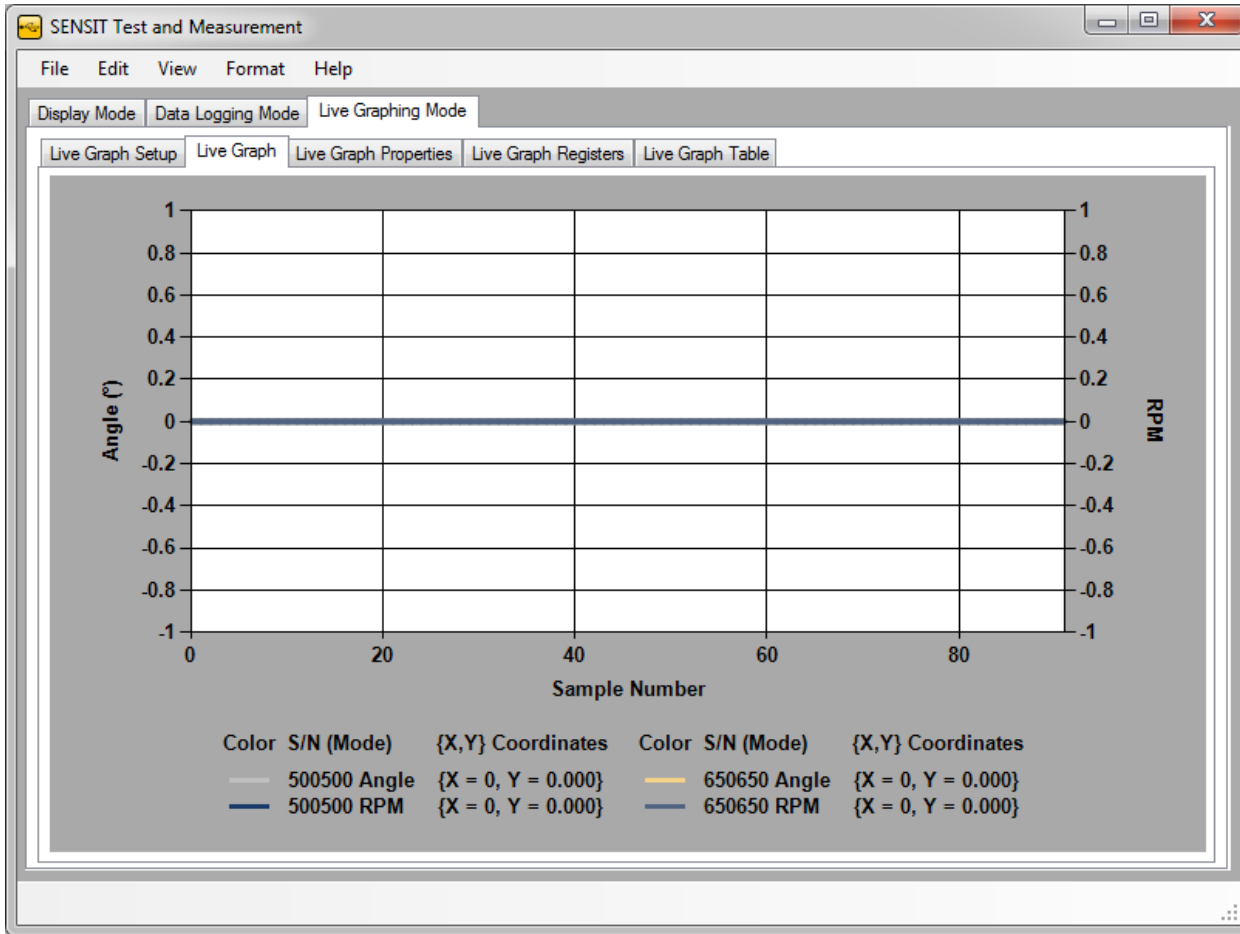 SENSIT Test and Measurement
File Edit View Format Help
Display Mode Data Logging Mode Live Graphing Mode
Live Graph Setup Live Graph Live Graph Properties Live Graph Registers Live Graph Table
1 1
0.8 0.8
0.6 0.6
0.4 0.4
0.2 0.2
Angle (°) 0 0 RPM
-0.2 -0.2
-0.4 -0.4
-0.6 -0.6
-0.8 -0.8
-1 -1
0 20 40 60 80
Sample Number
Color S/N (Mode) {X,Y} Coordinates Color S/N (Mode) {X,Y} Coordinates
500500 Angle {X = 0, Y = 0.000} 650650 Angle {X = 0, Y = 0.000}
500500 RPM {X = 0, Y = 0.000} 650650 RPM {X = 0, Y = 0.000}